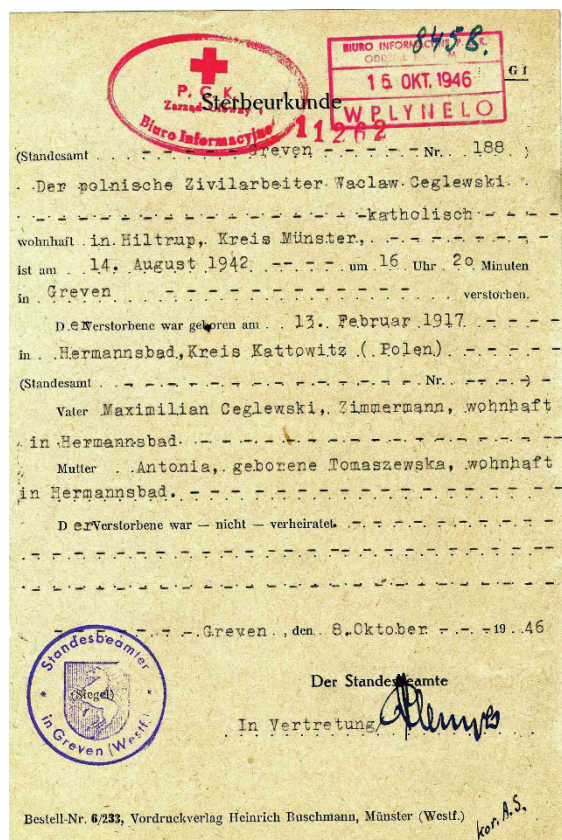 845 B.
BIURO INFORMACYJNE P. C. K.
16. OKT. 1946
WPLYNELO
G 1
P. C. K.
Zarząd Główny
Biuro Informacyjne
Sterbeurkunde
11262
(Standesamt Greven Nr. 188 )
Der polnische Zivilarbeiter Waclaw Ceglewski
katholisch
wohnhaft in Hiltrup, Kreis Münster,
ist am 14. August 1942 um 16 Uhr 20 Minuten
in Greven verstorben.
Der Verstorbene war geboren am 13. Februar 1917
in Hermannsbad, Kreis Kattowitz ( Polen)
(Standesamt Nr. )
Vater Maximilian Ceglewski, Zimmermann, wohnhaft
in Hermannsbad
Mutter Antonia, geborene Tomaszewska, wohnhaft
in Hermannsbad.
Der Verstorbene war — nicht — verheiratet.
Greven , den 8.Oktober 19 46
Standesbeamter
in Greven (Westf.)
(Siegel)
Der Standesbeamte
In Vertretung
Bestell-Nr. 6/233, Vordruckverlag Heinrich Buschmann, Münster (Westf.)
kor. A.S.